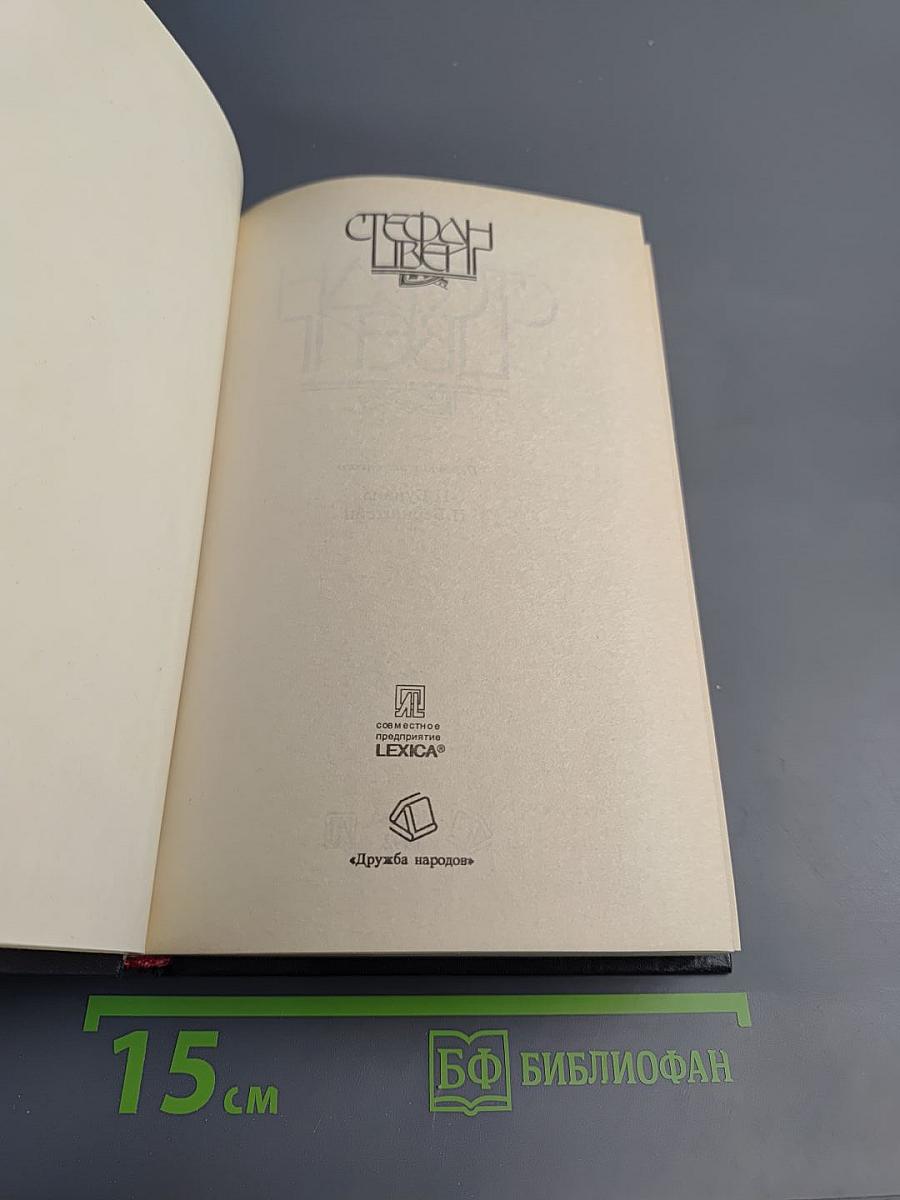 СТЕФАН
ЦВЕЙГ
совместное
предприятие
LEXICA®
«Дружба народов»
15 см
БФ БИБЛИОФАН